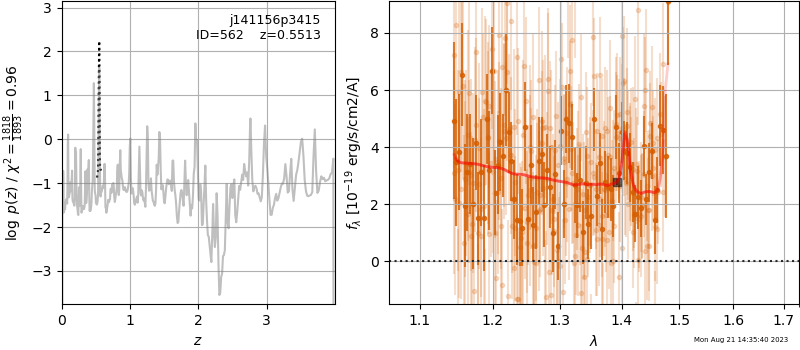 j141156p3415
ID=562 z=0.5513
log p(z) / χ² = 1818/1893 = 0.96
3
2
1
0
−1
−2
−3
0 1 2 3
z
fλ [10⁻¹⁹ erg/s/cm2/A]
8
6
4
2
0
1.1 1.2 1.3 1.4 1.5 1.6 1.7
λ
Mon Aug 21 14:35:40 2023